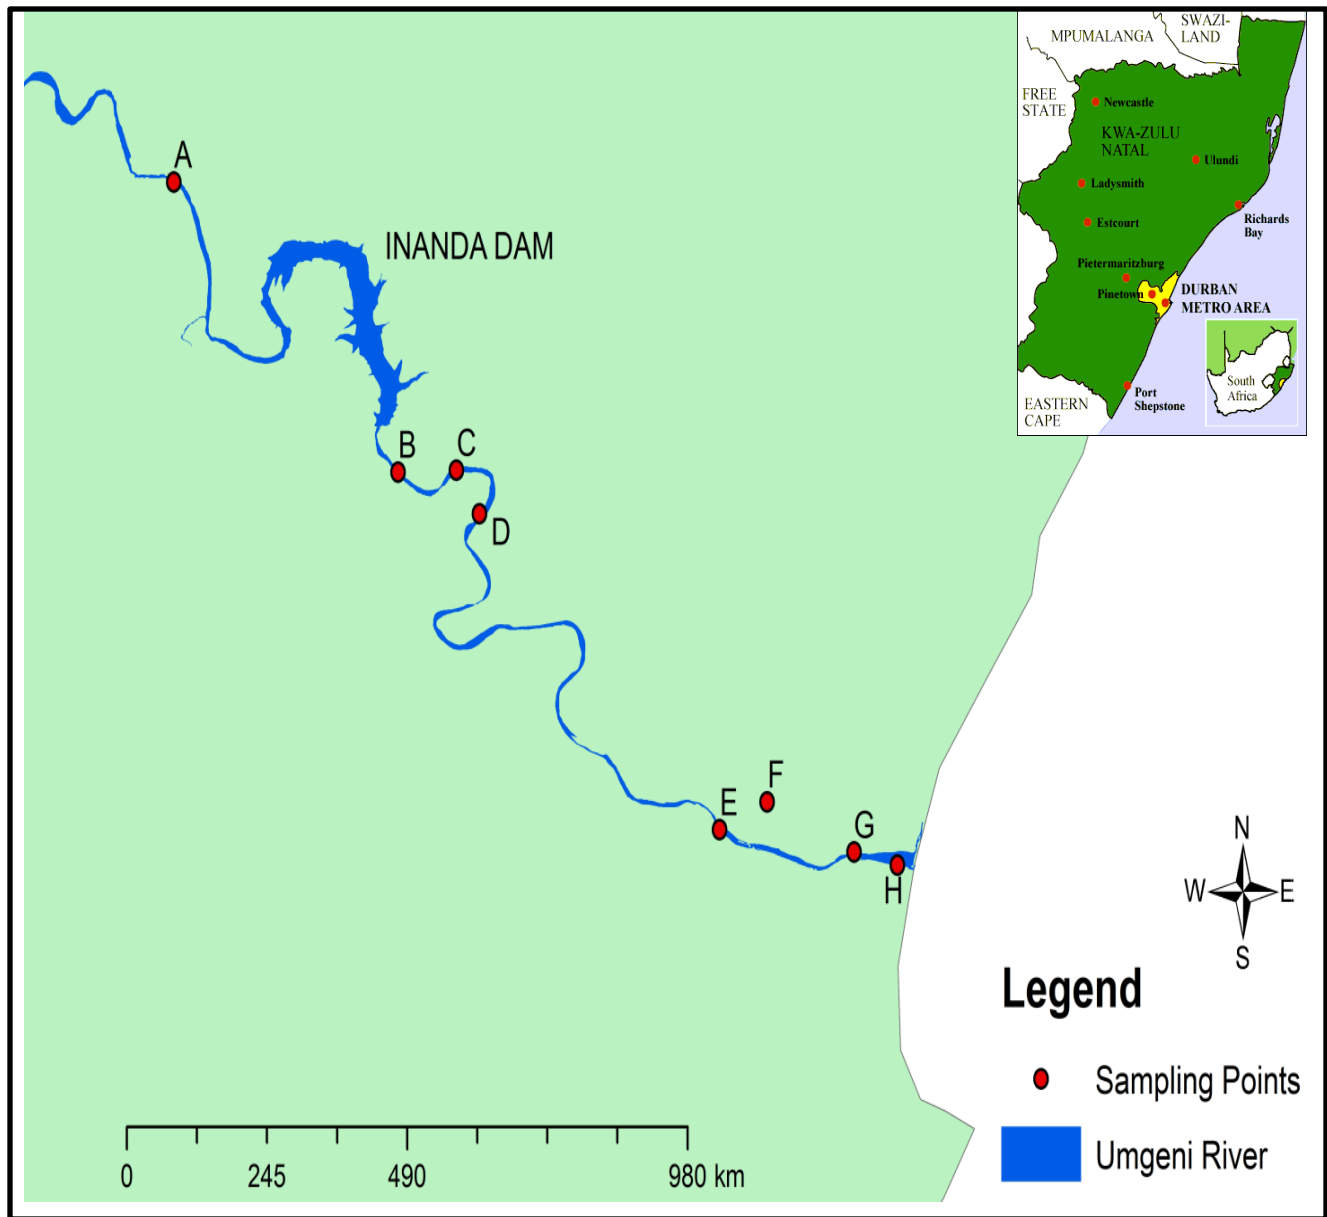 SWAZI-
LAND
MPUMALANGA
FREE
STATE
Newcastle
KWA-ZULU
NATAL
Ulundi
Ladysmith
Richards
Bay
Estcourt
Pietermaritzburg
Pinetown
DURBAN
METRO AREA
South
Africa
Port
Shepstone
EASTERN
CAPE
A
INANDA DAM
B
C
D
E
F
G
H
N
W
E
S
Legend
Sampling Points
Umgeni River
0 245 490 980 km